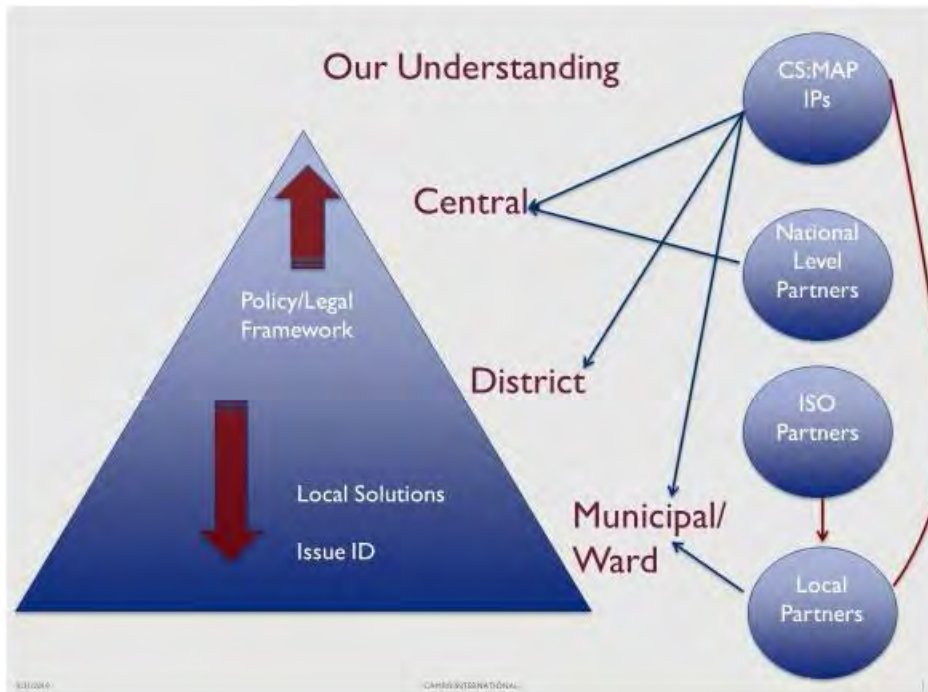 Our Understanding
CS:MAP
IPs
Central
National
Level
Partners
Policy/Legal
Framework
District
ISO
Partners
Local Solutions
Municipal/
Ward
Issue ID
Local
Partners
INTERNATIONAL